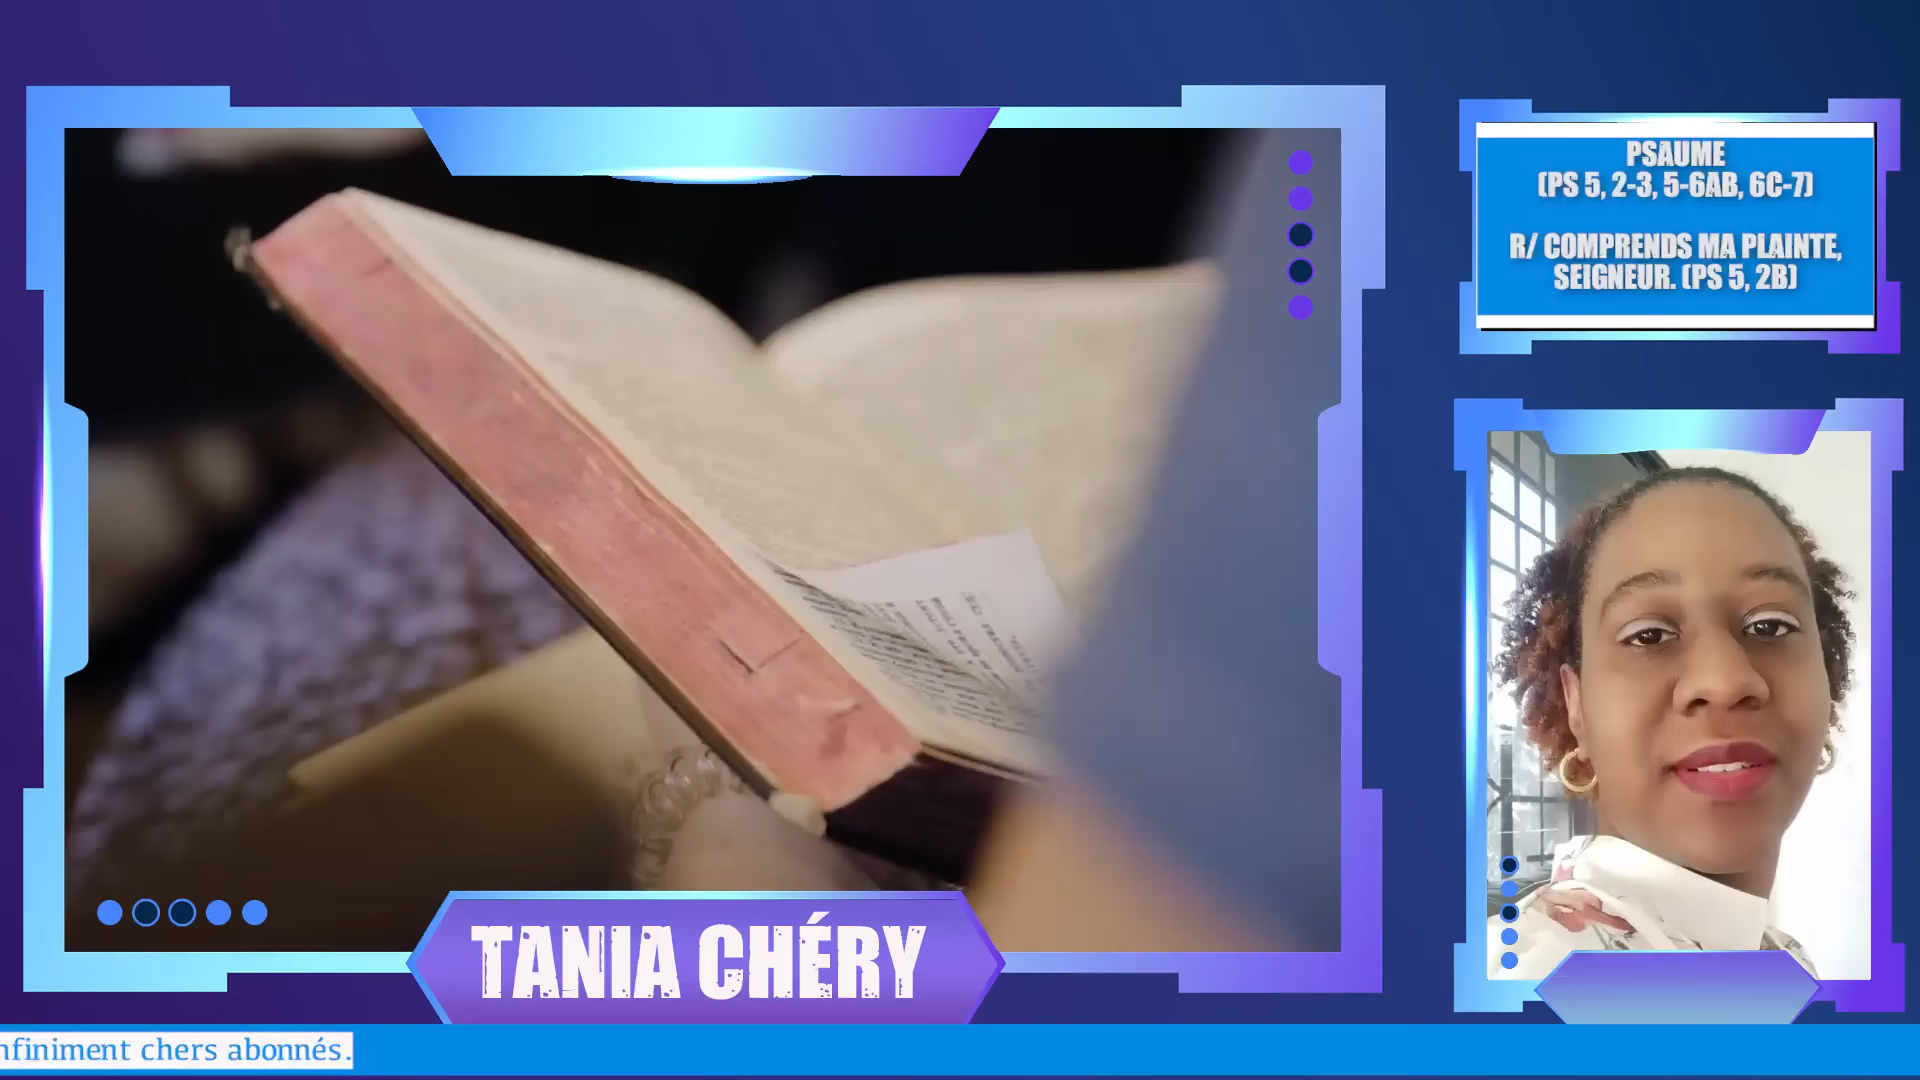 PSAUME
(PS 5, 2-3, 5-6AB, 6C-7)
R/ COMPRENDS MA PLAINTE,
SEIGNEUR. (PS 5, 2B)
TANIA CHÉRY
nfiniment chers abonnés.